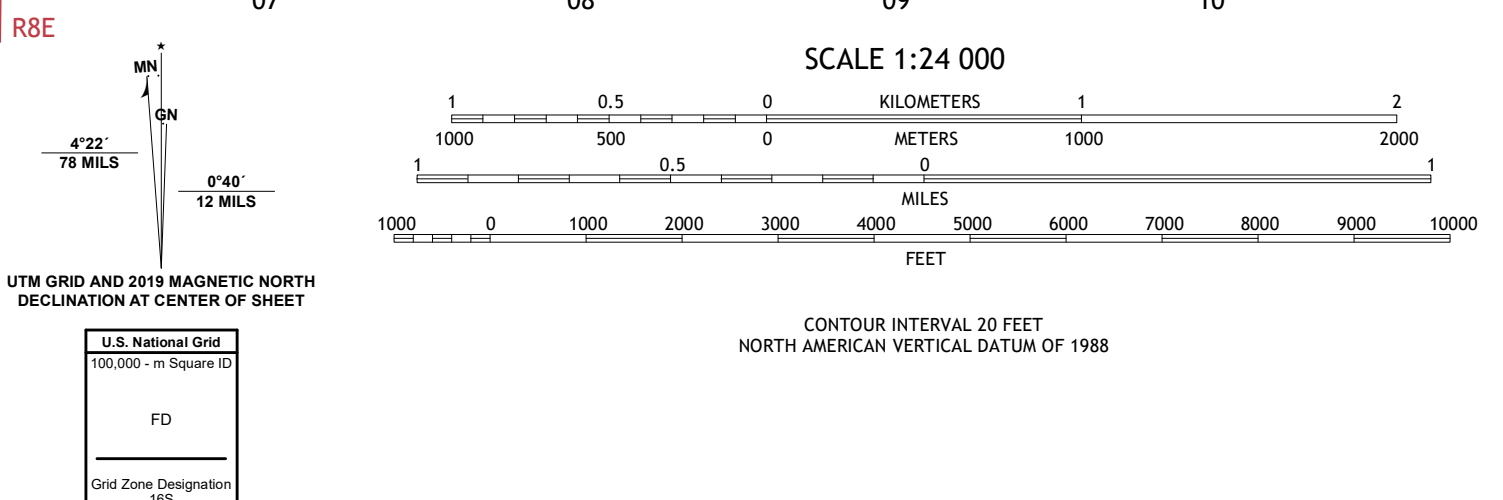 07 08 09 10
R8E
★
MN
GN
4°22´
78 MILS
0°40´
12 MILS
UTM GRID AND 2019 MAGNETIC NORTH
DECLINATION AT CENTER OF SHEET
U.S. National Grid
100,000 - m Square ID
FD
Grid Zone Designation
16S
SCALE 1:24 000
1 0.5 0 KILOMETERS 1 2
1000 500 0 METERS 1000 2000
1 0.5 0 1
MILES
1000 0 1000 2000 3000 4000 5000 6000 7000 8000 9000 10000
FEET
CONTOUR INTERVAL 20 FEET
NORTH AMERICAN VERTICAL DATUM OF 1988